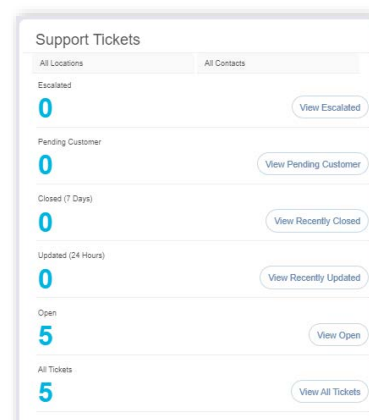 Support Tickets
All Locations All Contacts
Escalated
0 View Escalated
Pending Customer
0 View Pending Customer
Closed (7 Days)
0 View Recently Closed
Updated (24 Hours)
0 View Recently Updated
Open
5 View Open
All Tickets
5 View All Tickets